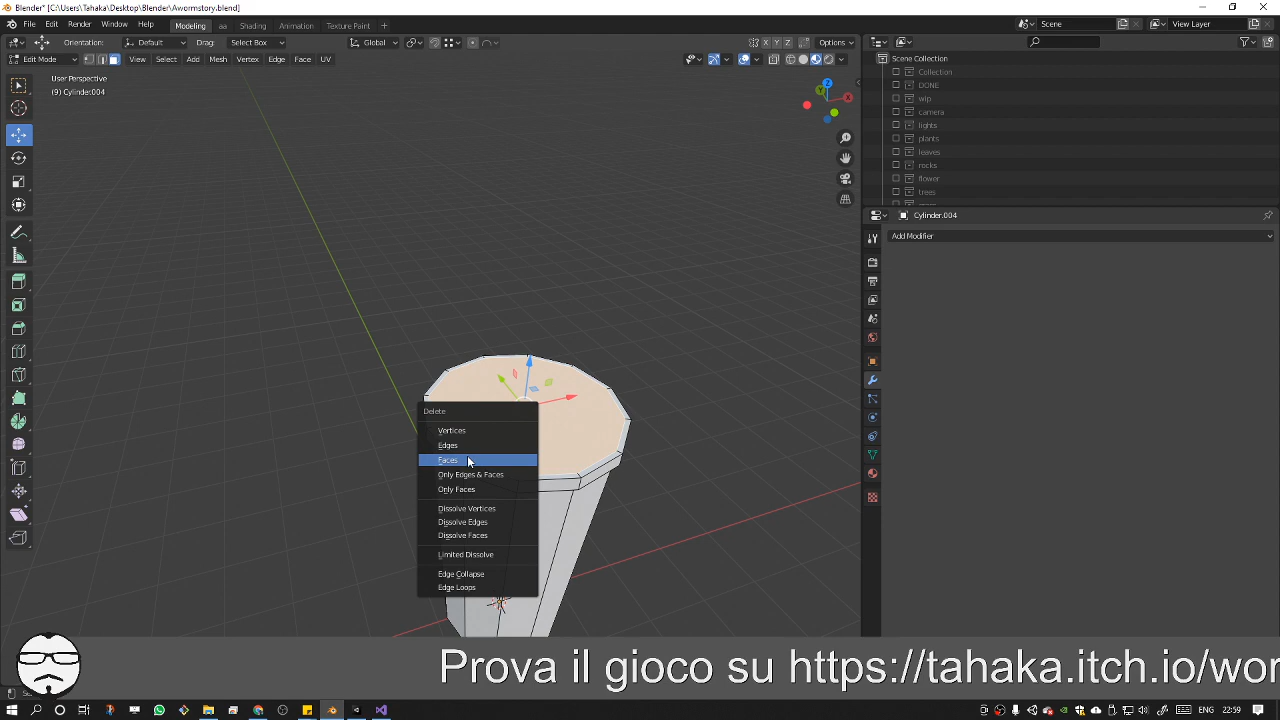 Blender* [C:\Users\Tahaka\Desktop\Blender\Awormstory.blend]
File Edit Render Window Help Modeling aa Shading Animation Texture Paint + Scene View Layer
Orientation: Default Drag: Select Box Global Options
X Y Z
Edit Mode View Select Add Mesh Vertex Edge Face UV
User Perspective
(9) Cylinder.004
Z
Y
X
Scene Collection
Collection
DONE
wip
camera
lights
plants
leaves
rocks
flower
trees
Cylinder.004
Add Modifier
Delete
Vertices
Edges
Faces
Only Edges & Faces
Only Faces
Dissolve Vertices
Dissolve Edges
Dissolve Faces
Limited Dissolve
Edge Collapse
Edge Loops
Prova il gioco su https://tahaka.itch.io/wor
ENG 22:59